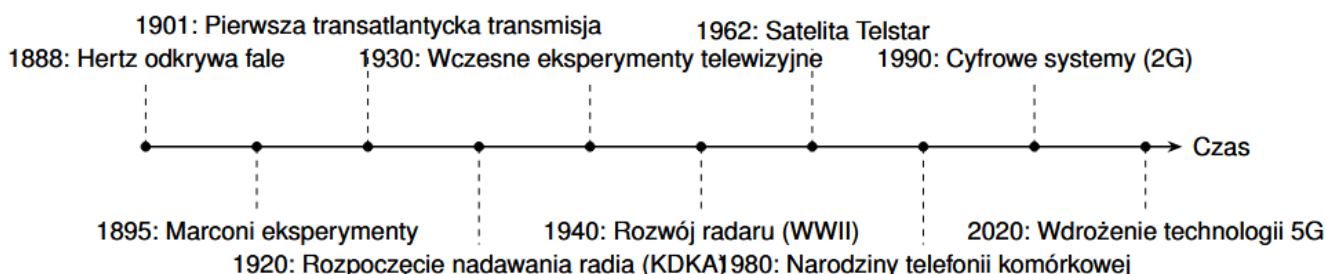 1901: Pierwsza transatlantycka transmisja
1962: Satelita Telstar
1888: Hertz odkrywa fale
1930: Wczesne eksperymenty telewizyjne
1990: Cyfrowe systemy (2G)
Czas
1895: Marconi eksperymenty
1940: Rozwój radaru (WWII)
2020: Wdrożenie technologii 5G
1920: Rozpoczęcie nadawania radia (KDKA)
1980: Narodziny telefonii komórkowej